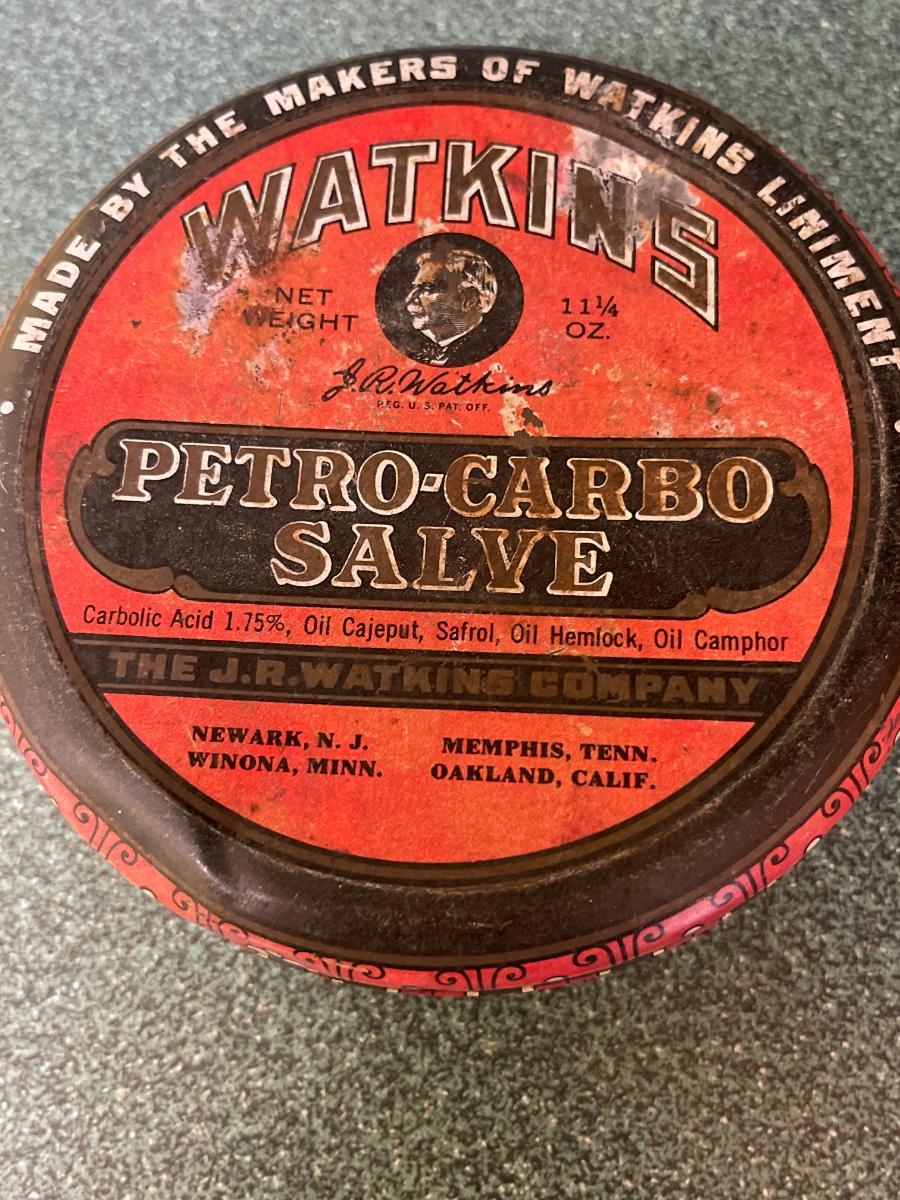 MADE BY THE MAKERS OF WATKINS LINIMENT
WATKINS
NET WEIGHT
11¼ OZ.
J.R. Watkins
REG. U. S. PAT. OFF.
PETRO-CARBO
SALVE
Carbolic Acid 1.75%, Oil Cajeput, Safrol, Oil Hemlock, Oil Camphor
THE J.R. WATKINS COMPANY
NEWARK, N. J.
WINONA, MINN.
MEMPHIS, TENN.
OAKLAND, CALIF.